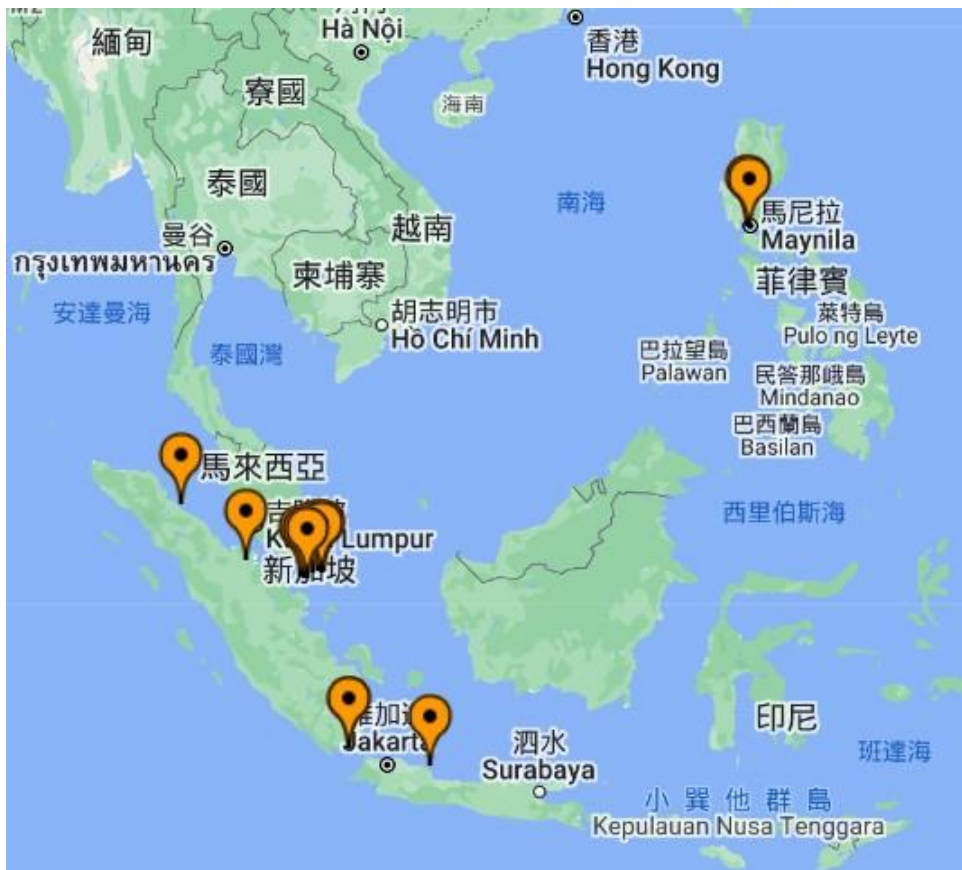 緬甸
Hà Nội
香港
Hong Kong
寮國
海南
泰國
南海
馬尼拉
Maynila
曼谷
กรุงเทพมหานคร
越南
柬埔寨
菲律賓
安達曼海
胡志明市
Hồ Chí Minh
萊特島
Pulo ng Leyte
泰國灣
巴拉望島
Palawan
民答那峨島
Mindanao
巴西蘭島
Basilan
馬來西亞
西里伯斯海
Lumpur
新加坡
Jakarta
泗水
Surabaya
印尼
班達海
小巽他群島
Kepulauan Nusa Tenggara